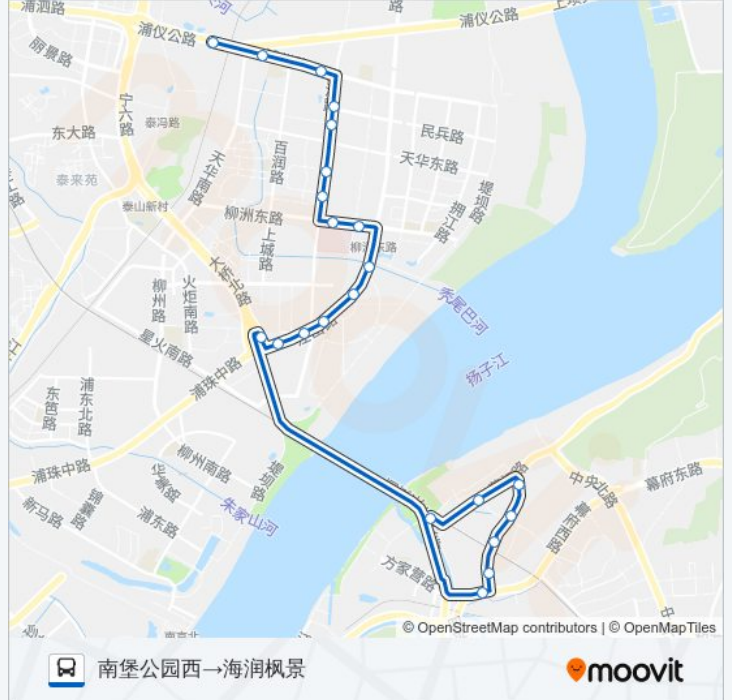 浦泗路
浦仪公路
浦仪公路
丽景路
宁六路
泰冯路
东大路
百润路
民兵路
天华东路
天华南路
泰来苑
泰山新村
柳洲东路
上城路
堤坝路
拥江路
大桥北路
柳州路
火炬南路
秃尾巴河
扬子江
星火南路
浦珠中路
东笆路
浦东北路
浦珠中路
柳州南路
堤坝路
朱家山河
新马路
浦东路
中央北路
幕府东路
幕府西路
方家营路
© OpenStreetMap contributors | © OpenMapTiles
南堡公园西→海润枫景
moovit